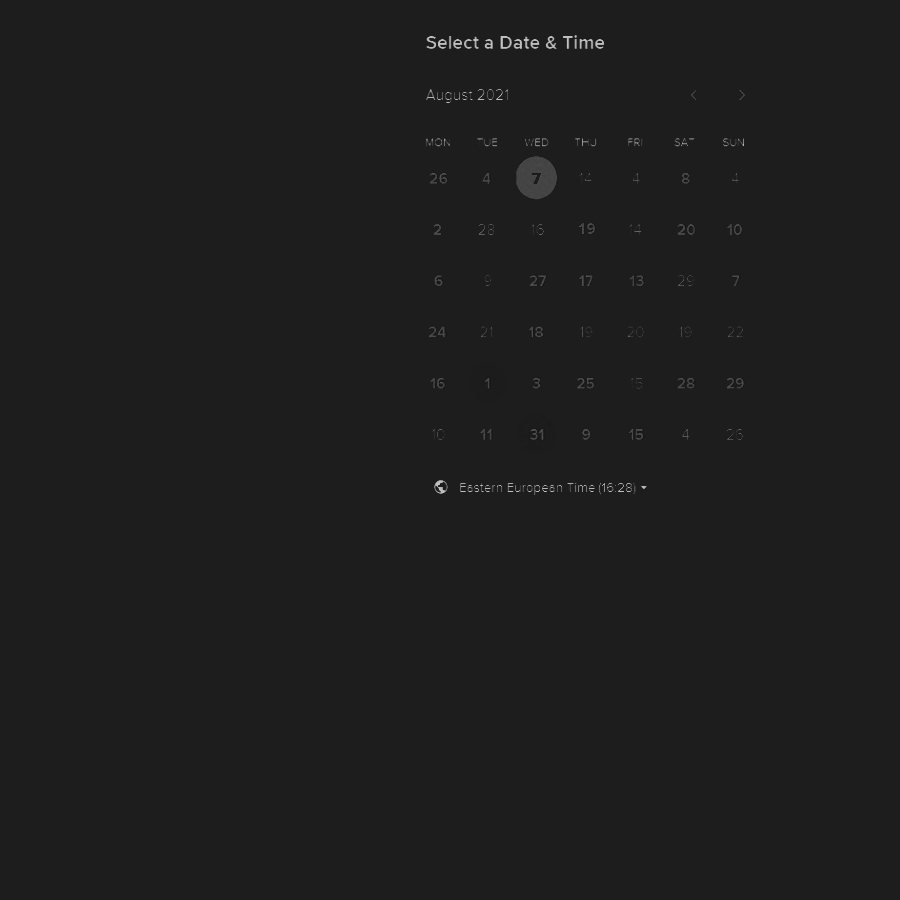 Select a Date & Time
August 2021
MON TUE WED THU FRI SAT SUN
26 4 7 14 4 8 4
2 28 16 19 14 20 10
6 9 27 17 13 29 7
24 21 18 19 20 19 22
16 1 3 25 15 28 29
10 11 31 9 15 4 26
Eastern European Time (16:28)